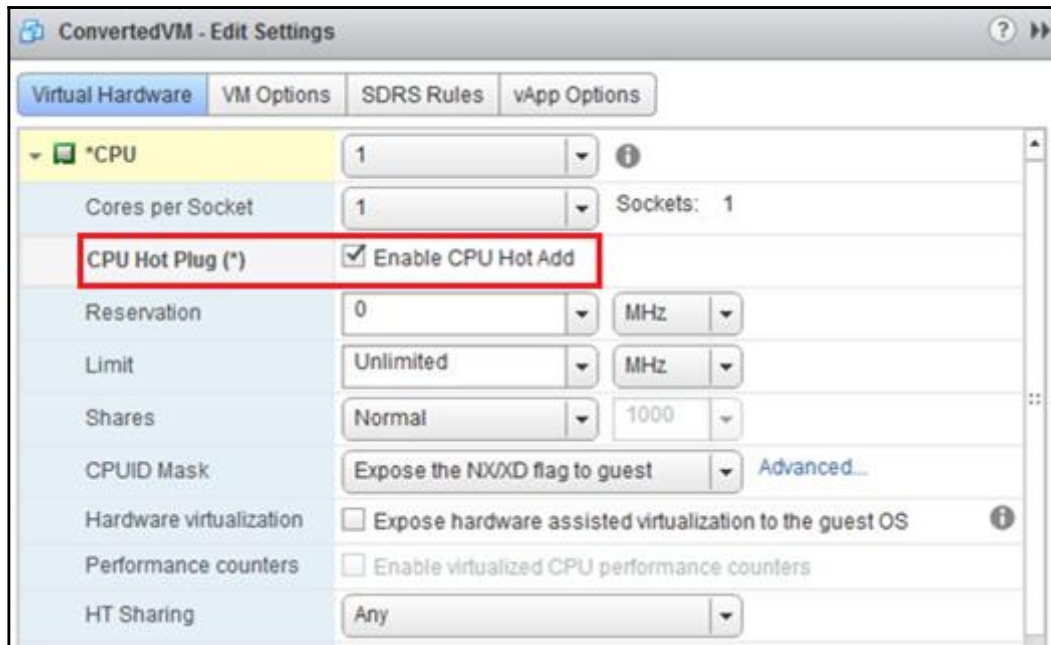 ConvertedVM - Edit Settings ?
Virtual Hardware VM Options SDRS Rules vApp Options
*CPU 1
Cores per Socket 1 Sockets: 1
CPU Hot Plug (*) Enable CPU Hot Add
Reservation 0 MHz
Limit Unlimited MHz
Shares Normal 1000
CPUID Mask Expose the NX/XD flag to guest Advanced...
Hardware virtualization Expose hardware assisted virtualization to the guest OS
Performance counters Enable virtualized CPU performance counters
HT Sharing Any